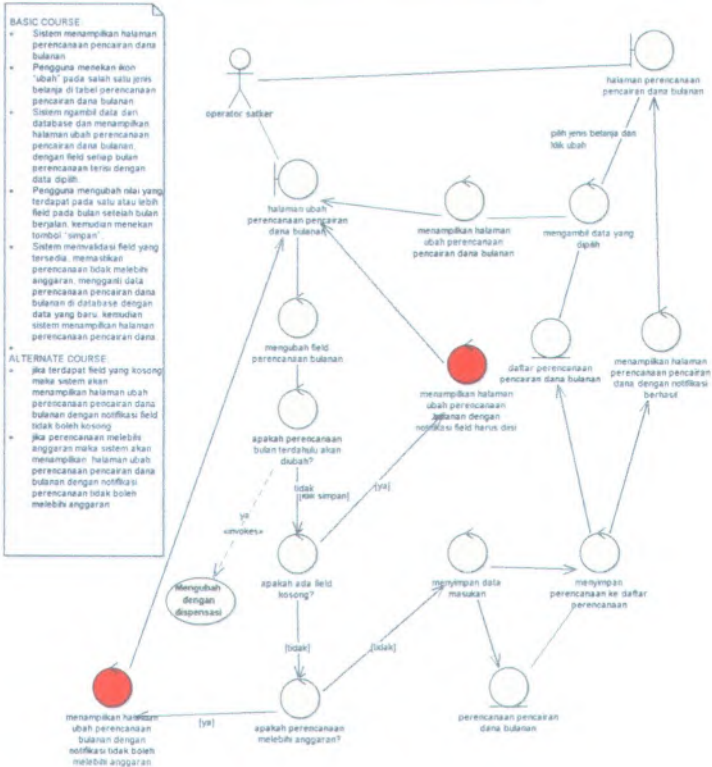 BASIC COURSE:
Sistem menampilkan halaman
perencanaan pencairan dana
bulanan
Pengguna menekan ikon
"ubah" pada salah satu jenis
belanja di tabel perencanaan
pencairan dana bulanan
Sistem ngambil data dari
database dan menampilkan
halaman ubah perencanaan
pencairan dana bulanan,
dengan field setiap bulan
perencanaan terisi dengan
data dipilih.
Pengguna mengubah nilai yang
terdapat pada satu atau lebih
field pada bulan setelah bulan
berjalan, kemudian menekan
tombol "simpan".
Sistem memvalidasi field yang
tersedia, memastikan
perencanaan tidak melebihi
anggaran, mengganti data
perencanaan pencairan dana
bulanan di database dengan
data yang baru, kemudian
sistem menampilkan halaman
perencanaan pencairan dana.
ALTERNATE COURSE:
jika terdapat field yang kosong
maka sistem akan
menampilkan halaman ubah
perencanaan pencairan dana
bulanan dengan notifikasi field
tidak boleh kosong
jika perencanaan melebihi
anggaran maka sistem akan
menampilkan halaman ubah
perencanaan pencairan dana
bulanan dengan notifikasi
perencanaan tidak boleh
melebihi anggaran
operator satker
halaman perencanaan
pencairan dana bulanan
pilih jenis belanja dan
klik ubah
halaman ubah
perencanaan pencairan
dana bulanan
menampilkan halaman
ubah perencanaan
pencairan dana bulanan
mengambil data yang
dipilih
mengubah field
perencanaan bulanan
daftar perencanaan
pencairan dana bulanan
menampilkan halaman
perencanaan pencairan
dana dengan notifikasi
berhasil
menampilkan halaman
ubah perencanaan
bulanan dengan
notifikasi field harus diisi
apakah perencanaan
bulan terdahulu akan
diubah?
tidak
[klik simpan]
[ya]
ya
«invokes»
Mengubah
dengan
dispensasi
apakah ada field
kosong?
menyimpan data
masukan
menyimpan
perencanaan ke daftar
perencanaan
[tidak]
[tidak]
menampilkan halaman
ubah perencanaan
bulanan dengan
notifikasi tidak boleh
melebihi anggaran
[ya]
apakah perencanaan
melebihi anggaran?
perencanaan pencairan
dana bulanan